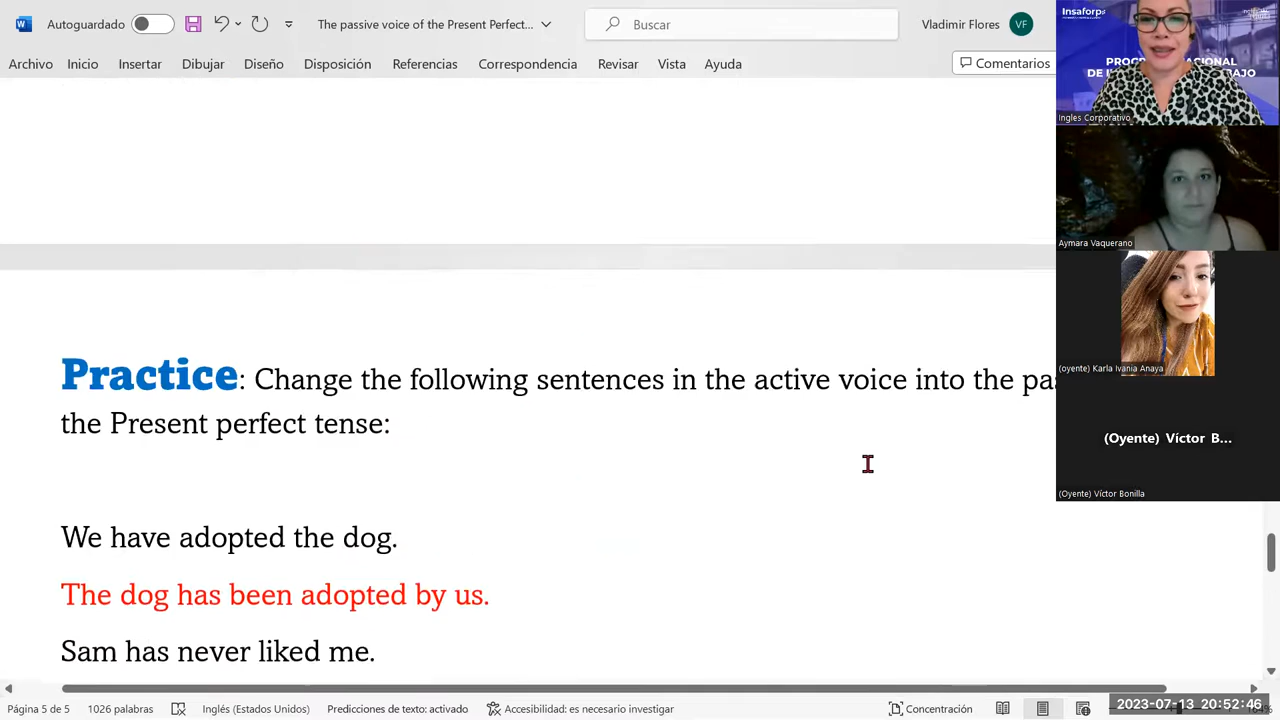 Autoguardado
The passive voice of the Present Perfect...
Buscar
Vladimir Flores
VF
Archivo Inicio Insertar Dibujar Diseño Disposición Referencias Correspondencia Revisar Vista Ayuda
Comentarios
Insaforp
Ingles Corporativo
Aymara Vaquerano
(oyente) Karla Ivania Anaya
(Oyente) Víctor B...
(Oyente) Víctor Bonilla
Practice: Change the following sentences in the active voice into the pa
the Present perfect tense:
We have adopted the dog.
The dog has been adopted by us.
Sam has never liked me.
Página 5 de 5 1026 palabras Inglés (Estados Unidos) Predicciones de texto: activado Accesibilidad: es necesario investigar Concentración
2023-07-13 20:52:46